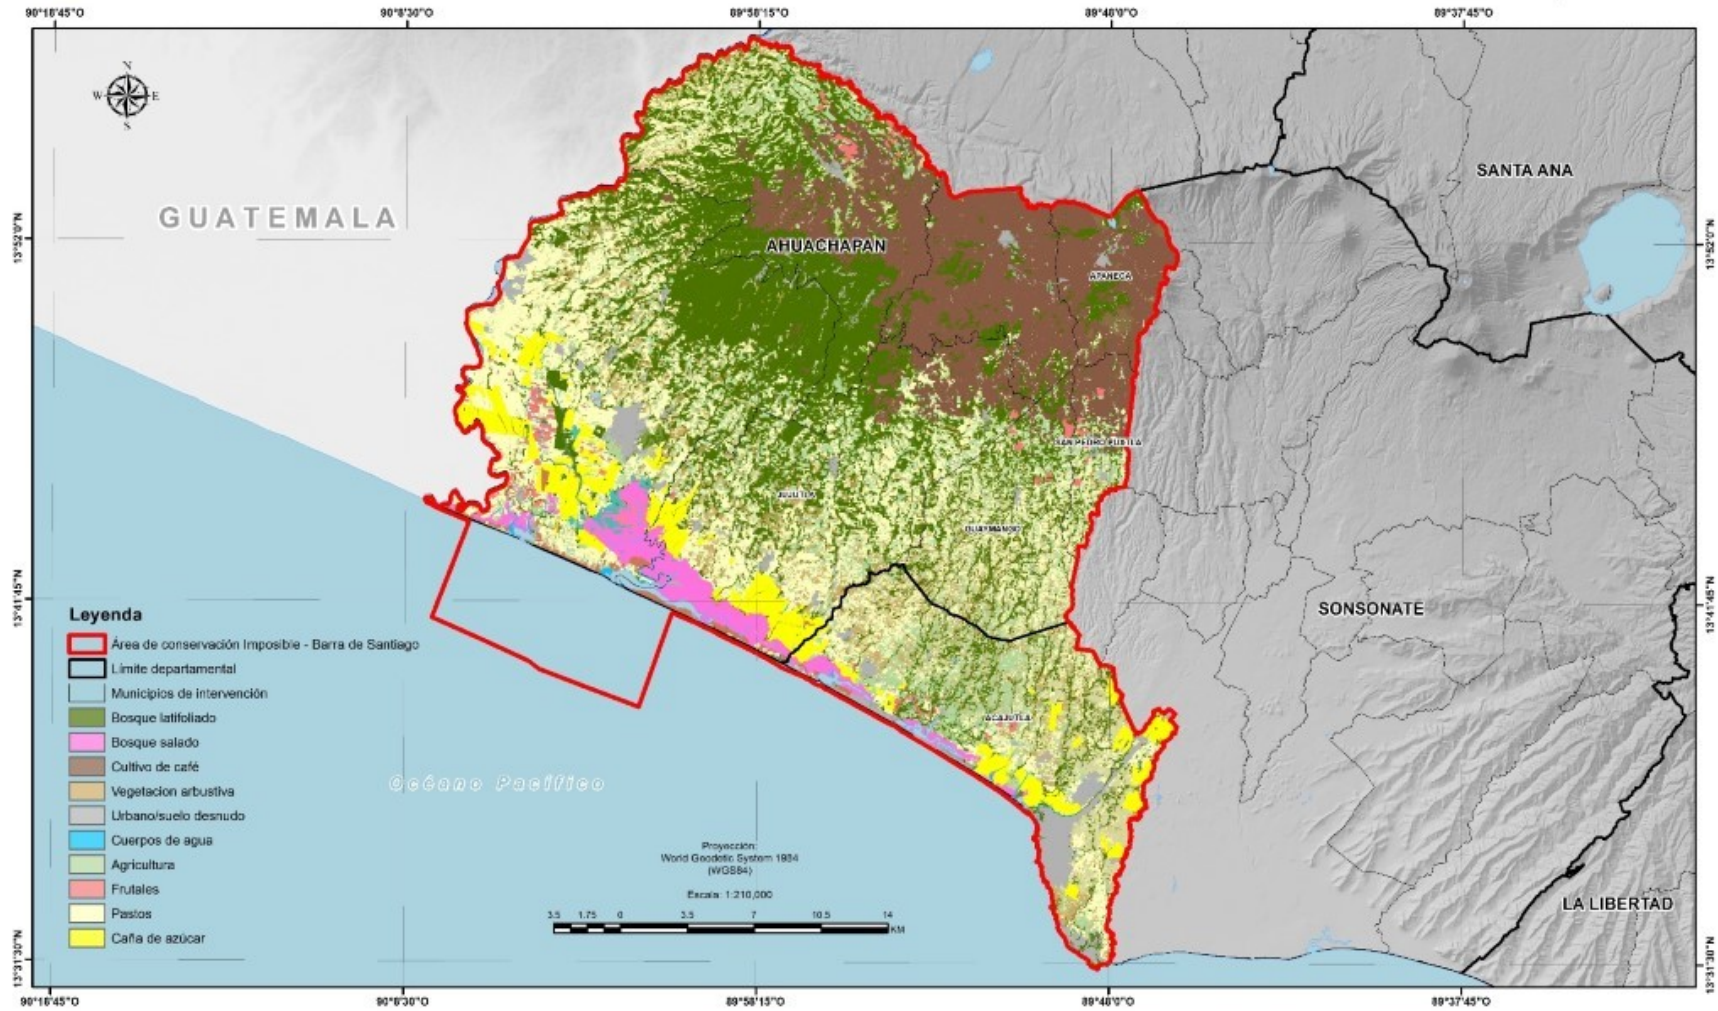 90°18'45"O 90°8'30"O 89°58'15"O 89°48'0"O 89°37'45"O
N
W E
S
SANTA ANA
GUATEMALA
13°52'0"N 13°52'0"N
AHUACHAPAN
APANECA
SAN PEDRO PUXTLA
JUJUTLA
GUAYMANGO
13°41'45"N 13°41'45"N
SONSONATE
Leyenda
Área de conservación Imposible - Barra de Santiago
Límite departamental
Municipios de intervención
Bosque latifoliado
ACAJUTLA
Bosque salado
Cultivo de café
Océano Pacífico
Vegetacion arbustiva
Urbano/suelo desnudo
Cuerpos de agua
Proyección:
World Geodetic System 1984
(WGS84)
Agricultura
Frutales
Escala: 1:210,000
LA LIBERTAD
Pastos
3.5 1.75 0 3.5 7 10.5 14
KM
Caña de azúcar
13°31'30"N 13°31'30"N
90°18'45"O 90°8'30"O 89°58'15"O 89°48'0"O 89°37'45"O